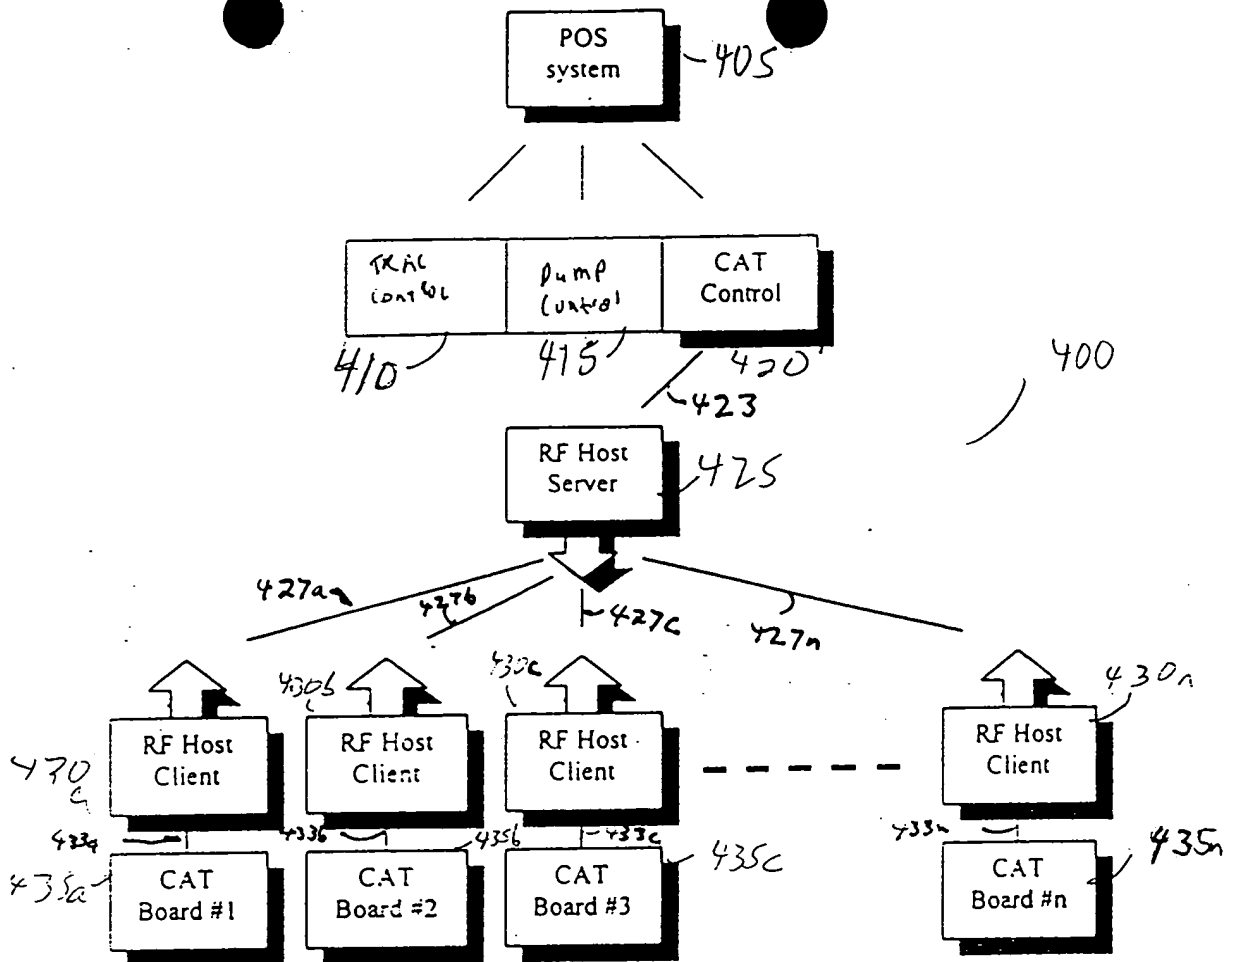 POS
system
405
TRAC
control
Pump
Control
CAT
Control
410
415
420
400
423
RF Host
Server
425
427a
427b
427c
427n
430b
430c
430n
RF Host
Client
RF Host
Client
RF Host
Client
RF Host
Client
430
a
433a
433b
435b
433c
433n
435a
435c
435n
CAT
Board #1
CAT
Board #2
CAT
Board #3
CAT
Board #n